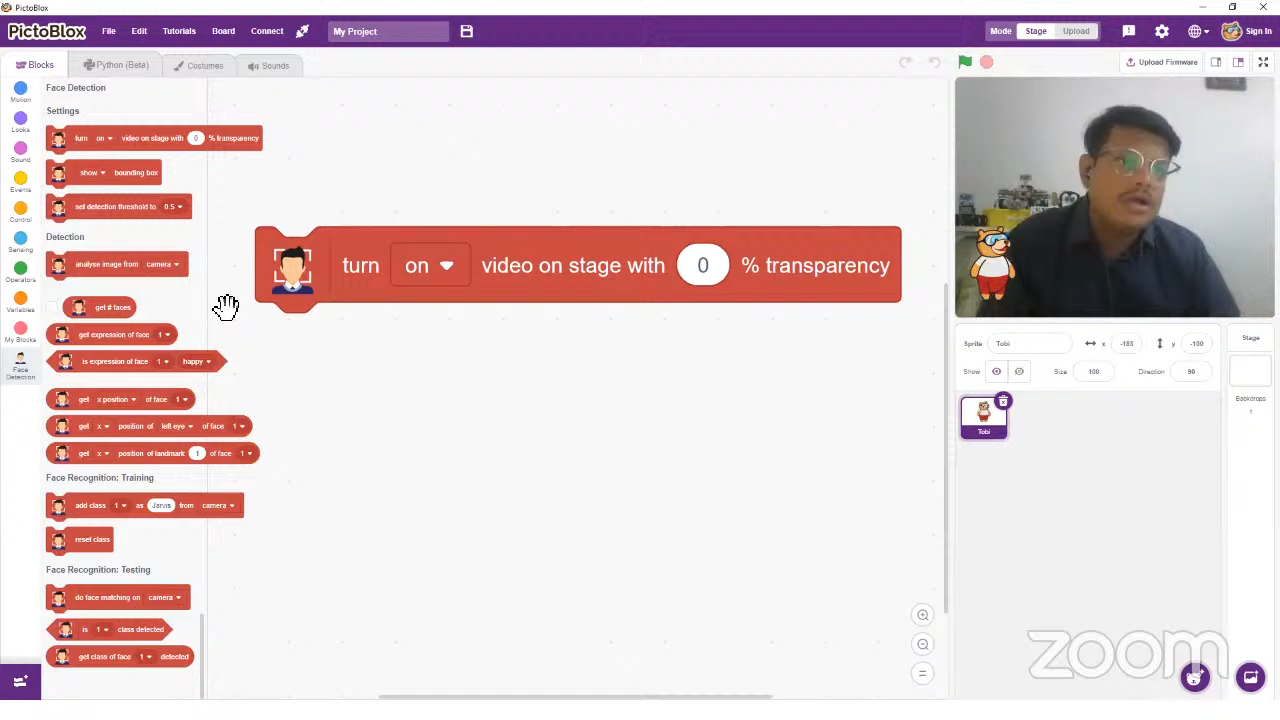 PictoBlox
PictoBlox File Edit Tutorials Board Connect My Project Mode Stage Upload Sign In
Blocks Python (Beta) Costumes Sounds Upload Firmware
Motion
Looks
Sound
Events
Control
Sensing
Operators
Variables
My Blocks
Face
Detection
Face Detection
Settings
turn on video on stage with 0 % transparency
show bounding box
set detection threshold to 0.5
Detection
analyse image from camera
get # faces
get expression of face 1
is expression of face 1 happy
get x position of face 1
get x position of left eye of face 1
get x position of landmark 1 of face 1
Face Recognition: Training
add class 1 as Janvi from camera
reset class
Face Recognition: Testing
do face matching on camera
is 1 class detected
get class of face 1 detected
turn on video on stage with 0 % transparency
Sprite Tobi x -183 y -100
Show Size 100 Direction 90
Tobi
Stage
Backdrops
1
zoom